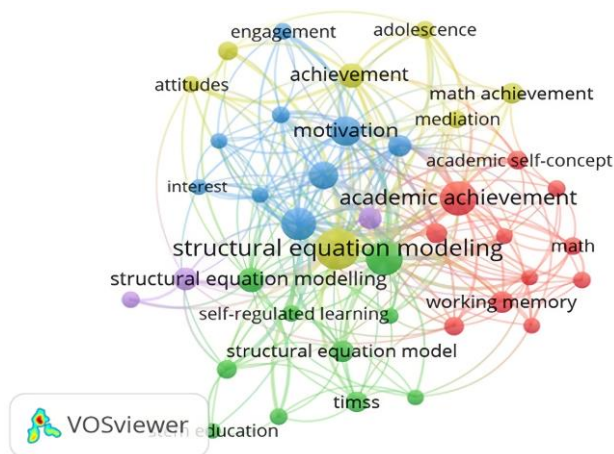 engagement
adolescence
achievement
attitudes
math achievement
motivation
mediation
academic self-concept
interest
academic achievement
structural equation modeling
math
structural equation modelling
working memory
self-regulated learning
structural equation model
timss
VOSviewer
education